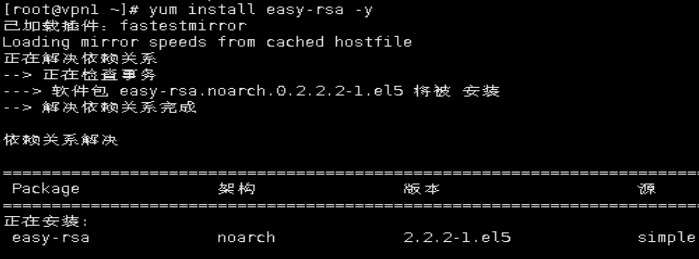 [root@vpn1 ~]# yum install easy-rsa -y
已加载插件: fastestmirror
Loading mirror speeds from cached hostfile
正在解决依赖关系
--> 正在检查事务
---> 软件包 easy-rsa.noarch.0.2.2.2-1.el5 将被 安装
--> 解决依赖关系完成
依赖关系解决
================================================================================
Package 架构 版本 源
================================================================================
正在安装:
easy-rsa noarch 2.2.2-1.el5 simple